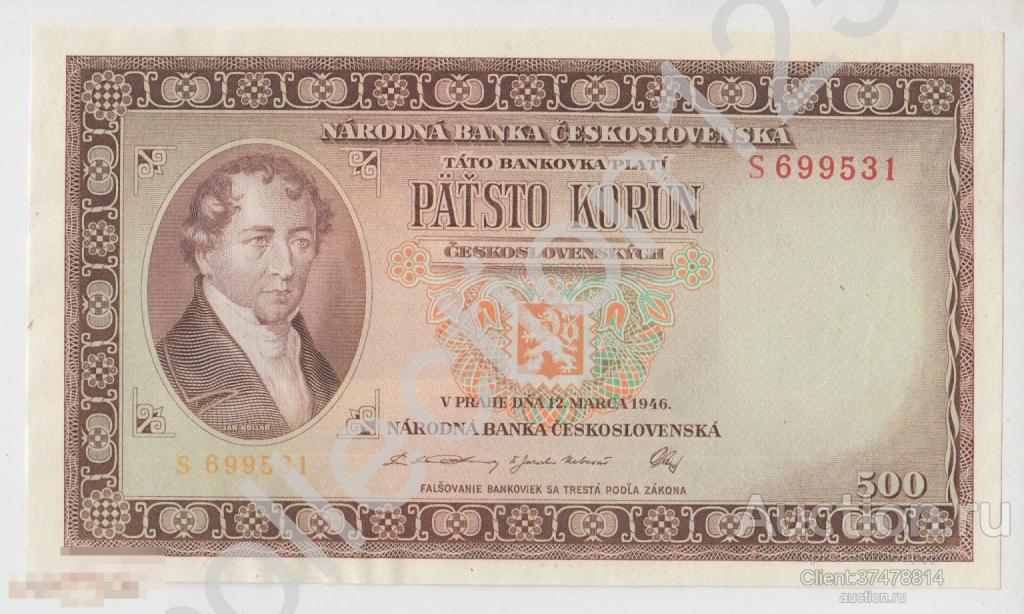 NÁRODNÁ BANKA ČESKOSLOVENSKÁ
TÁTO BANKOVKA PLATÍ
S 699531
PÄŤSTO KORÚN
ČESKOSLOVENSKÝCH
V PRAHE DŇA 12. MARCA 1946.
NÁRODNÁ BANKA ČESKOSLOVENSKÁ
JÁN KOLLÁR
S 699531
FALŠOVANIE BANKOVIEK SA TRESTÁ PODĽA ZÁKONA
500
Auction.ru
Client:37478814
auction.ru